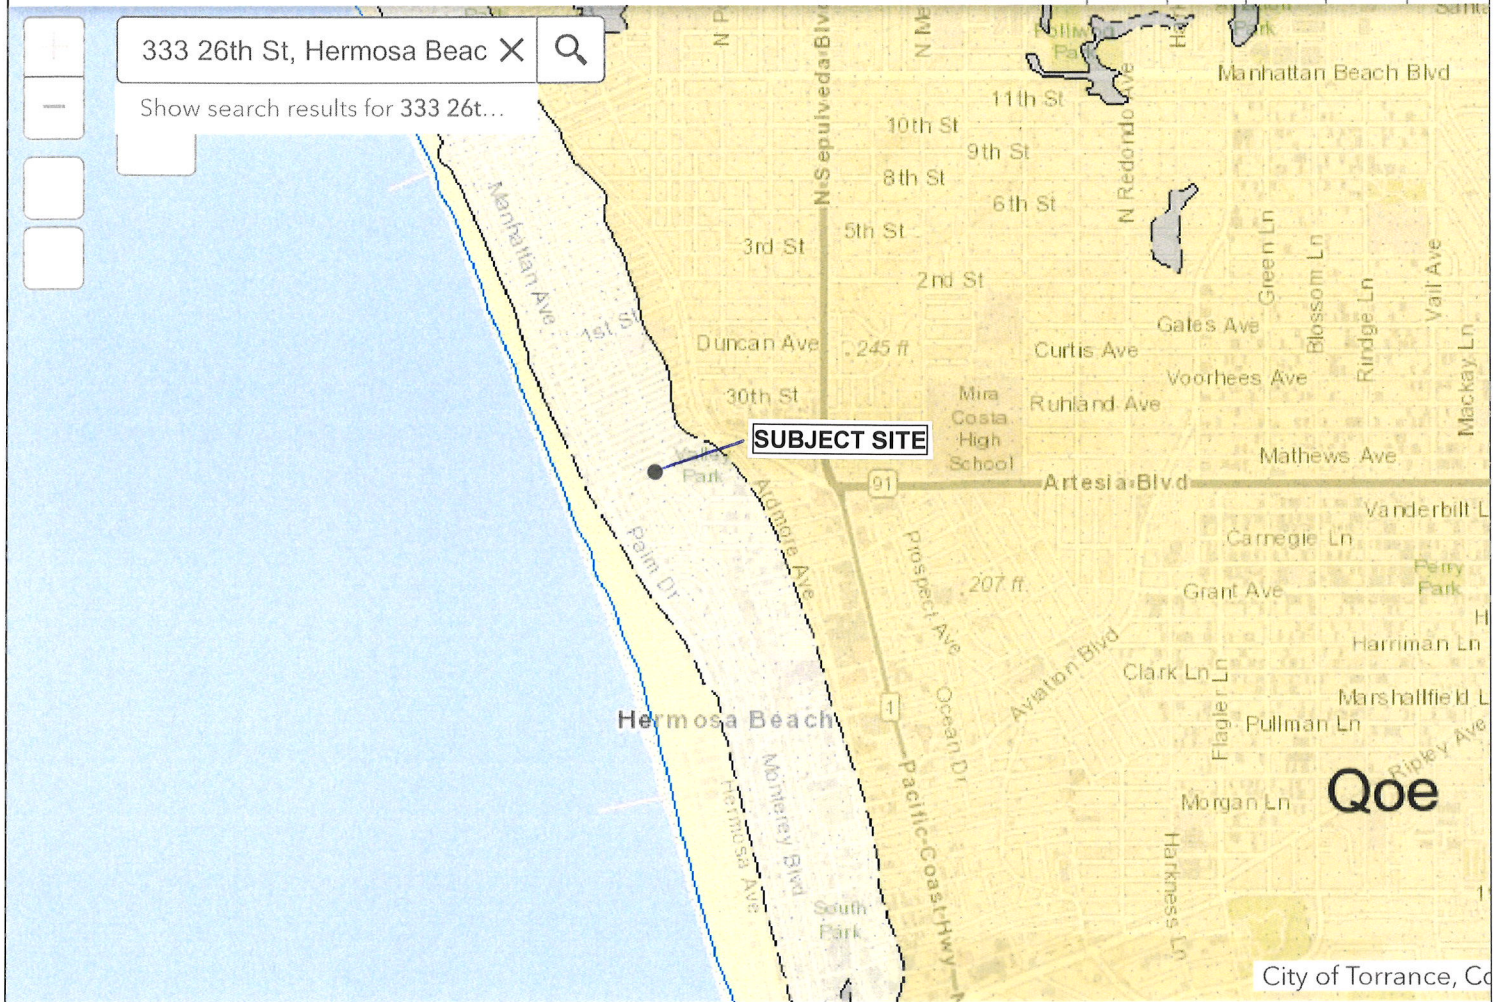 333 26th St, Hermosa Beac
Show search results for 333 26t...
Manhattan Beach Blvd
11th St
10th St
9th St
8th St
6th St
5th St
3rd St
2nd St
N Sepulveda Blvd
N Redondo Ave
Manhattan Ave
1st S
Duncan Ave
245 ft
30th St
Mira
Costa
High
School
Gates Ave
Curtis Ave
Voorhees Ave
Ruhland Ave
Green Ln
Blossom Ln
Rindge Ln
Vail Ave
Mackay Ln
SUBJECT SITE
Valley
Park
Mathews Ave
91
Artesia Blvd
Ardmore Ave
Vanderbilt L
Carnegie Ln
Palm Dr
Prospect Ave
207 ft
Perry
Park
Grant Ave
Harriman Ln
Aviation Blvd
Clark Ln
Flagler Ln
Marshallfield L
Pullman Ln
Ripley Ave
Hermosa Beach
1
Ocean Dr
Pacific Coast Hwy
Monterey Blvd
Hermosa Ave
Morgan Ln
Qoe
Harkness Ln
South
Park
City of Torrance, Co